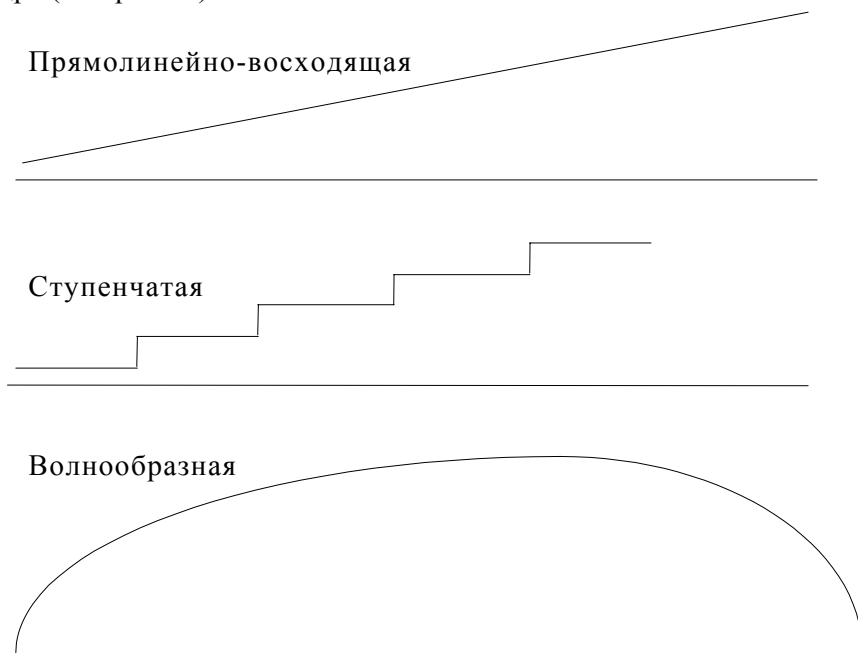 Прямолинейно-восходящая
Ступенчатая
Волнообразная